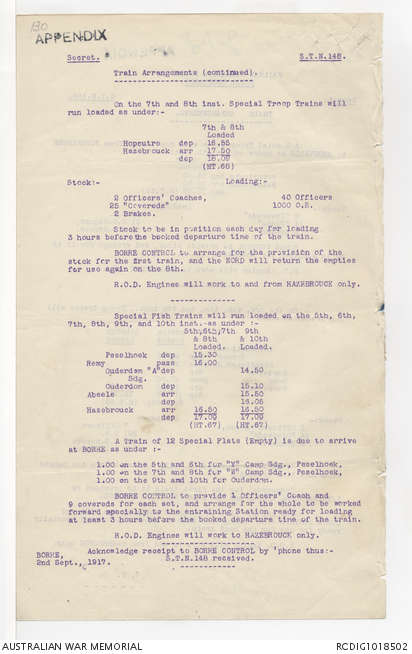 130
APPENDIX
Secret. S.T.N.148.
Train Arrangements (continued).
On the 7th and 8th inst. Special Troop Trains will
run loaded as under:-
7th & 8th
Loaded
Hopoutre dep 16.55
Hazebrouck arr 17.50
dep 18.09
(HT.68)
Stock:- Loading:-
2 Officers' Coaches, 40 Officers
25 "Covereds" 1000 O.R.
2 Brakes.
Stock to be in position each day for loading
3 hours before the booked departure time of the train.
BORRE CONTROL to arrange for the provision of the
stock for the first train, and the NORD will return the empties
for use again on the 8th.
R.O.D. Engines will work to and from HAZEBROUCK only.
Special Fish Trains will run loaded on the 5th, 6th,
7th, 8th, 9th, and 10th inst.-as under :-
5th,6th,7th 9th
& 8th & 10th
Loaded. Loaded.
Peselhoek dep 15.30
Remy pass 16.00
Ouderdom "A" dep 14.50
Sdg.
Ouderdom dep 15.10
Abeele arr 15.50
dep 16.05
Hazebrouck arr 16.50 16.50
dep 17.09 17.09
(HT.67) (HT.67)
A Train of 12 Special Flats (Empty) is due to arrive
at BORRE as under :-
1.00 on the 5th and 6th for "Y" Camp Sdg., Peselhoek,
1.00 on the 7th and 8th for "Z" Camp Sdg., Peselhoek,
1.00 on the 9th and 10th for Ouderdom.
BORRE CONTROL to provide 1 Officers' Coach and
9 covereds for each set, and arrange for the whole to be worked
forward specially to the entraining Station ready for loading
at least 3 hours before the booked departure time of the train.
R.O.D. Engines will work to HAZEBROUCK only.
Acknowledge receipt to BORRE CONTROL by 'phone thus:-
BORRE, S.T.N.148 received.
2nd Sept., 1917.
AUSTRALIAN WAR MEMORIAL RCDIG1018502